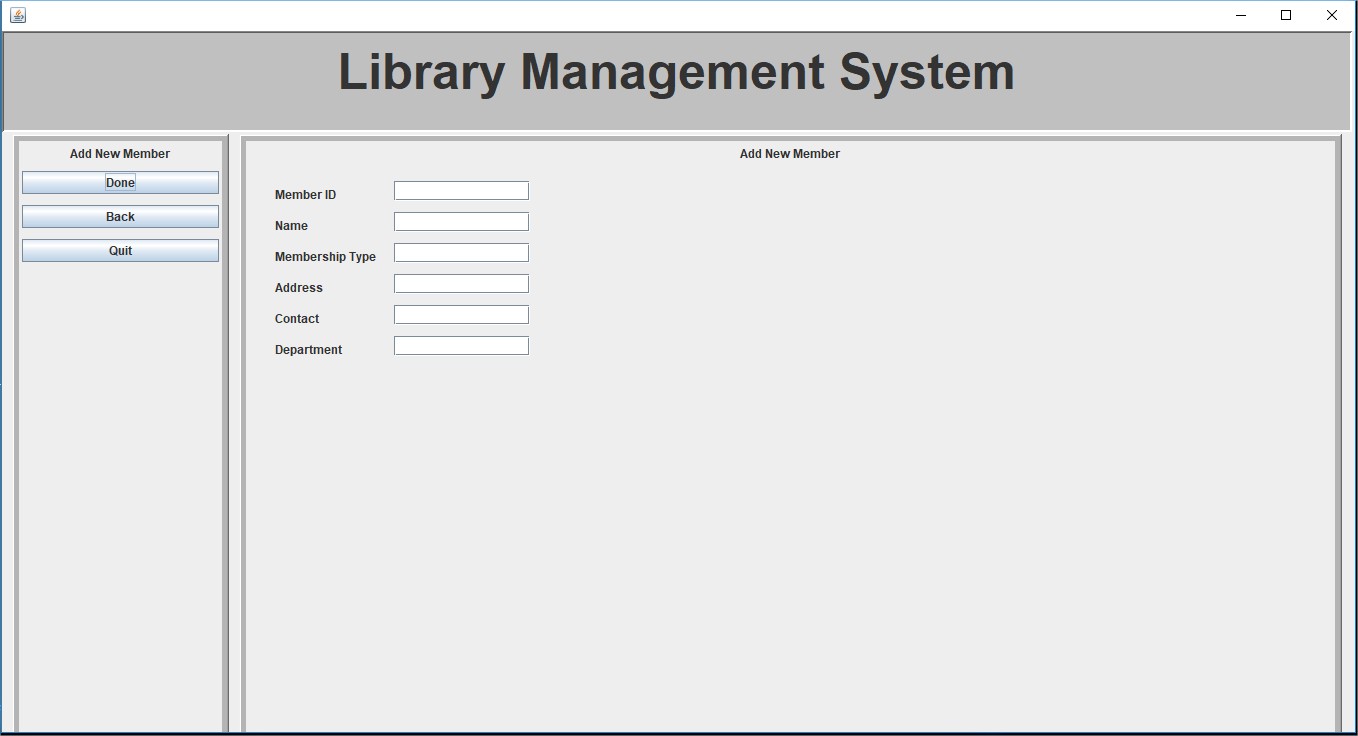 Library Management System
Add New Member
Done
Back
Quit
Add New Member
Member ID
Name
Membership Type
Address
Contact
Department